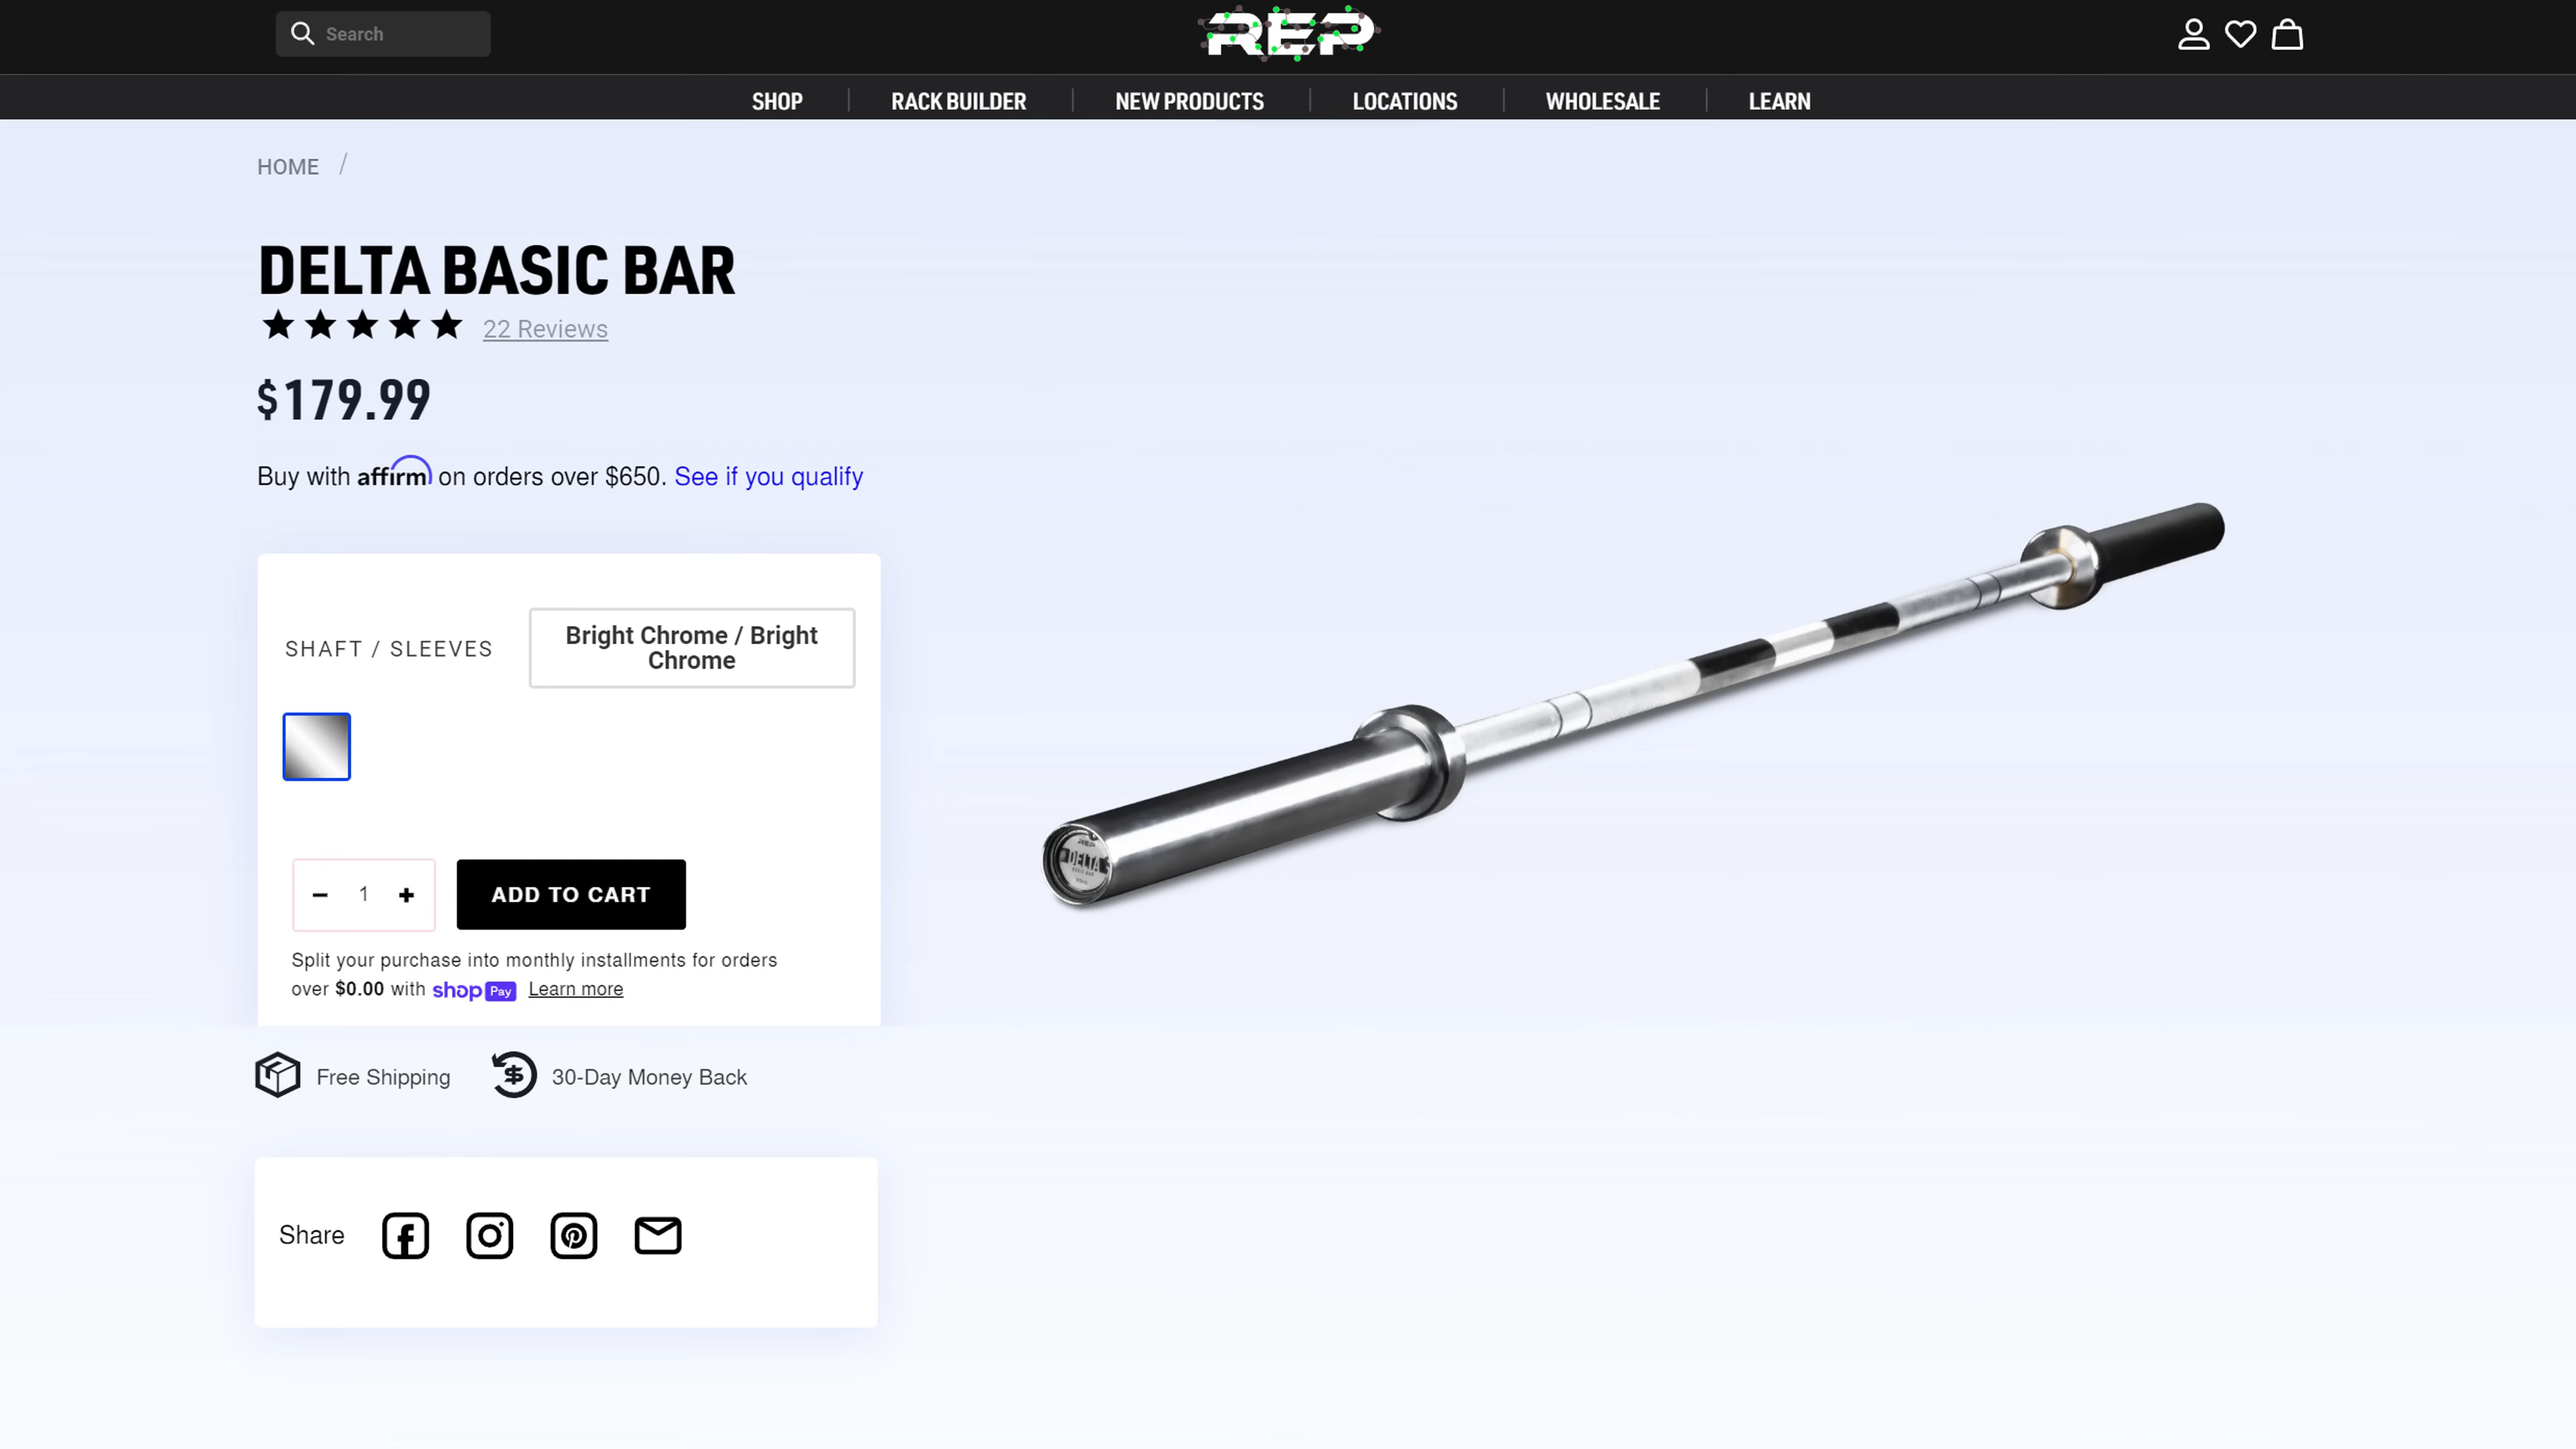 Search
REP
SHOP
RACK BUILDER
NEW PRODUCTS
LOCATIONS
WHOLESALE
LEARN
HOME /
DELTA BASIC BAR
22 Reviews
$179.99
Buy with affirm on orders over $650. See if you qualify
SHAFT / SLEEVES
Bright Chrome / Bright
Chrome
1
ADD TO CART
Split your purchase into monthly installments for orders
over $0.00 with shop Pay Learn more
Free Shipping
30-Day Money Back
Share
REP
DELTA
BASIC BAR